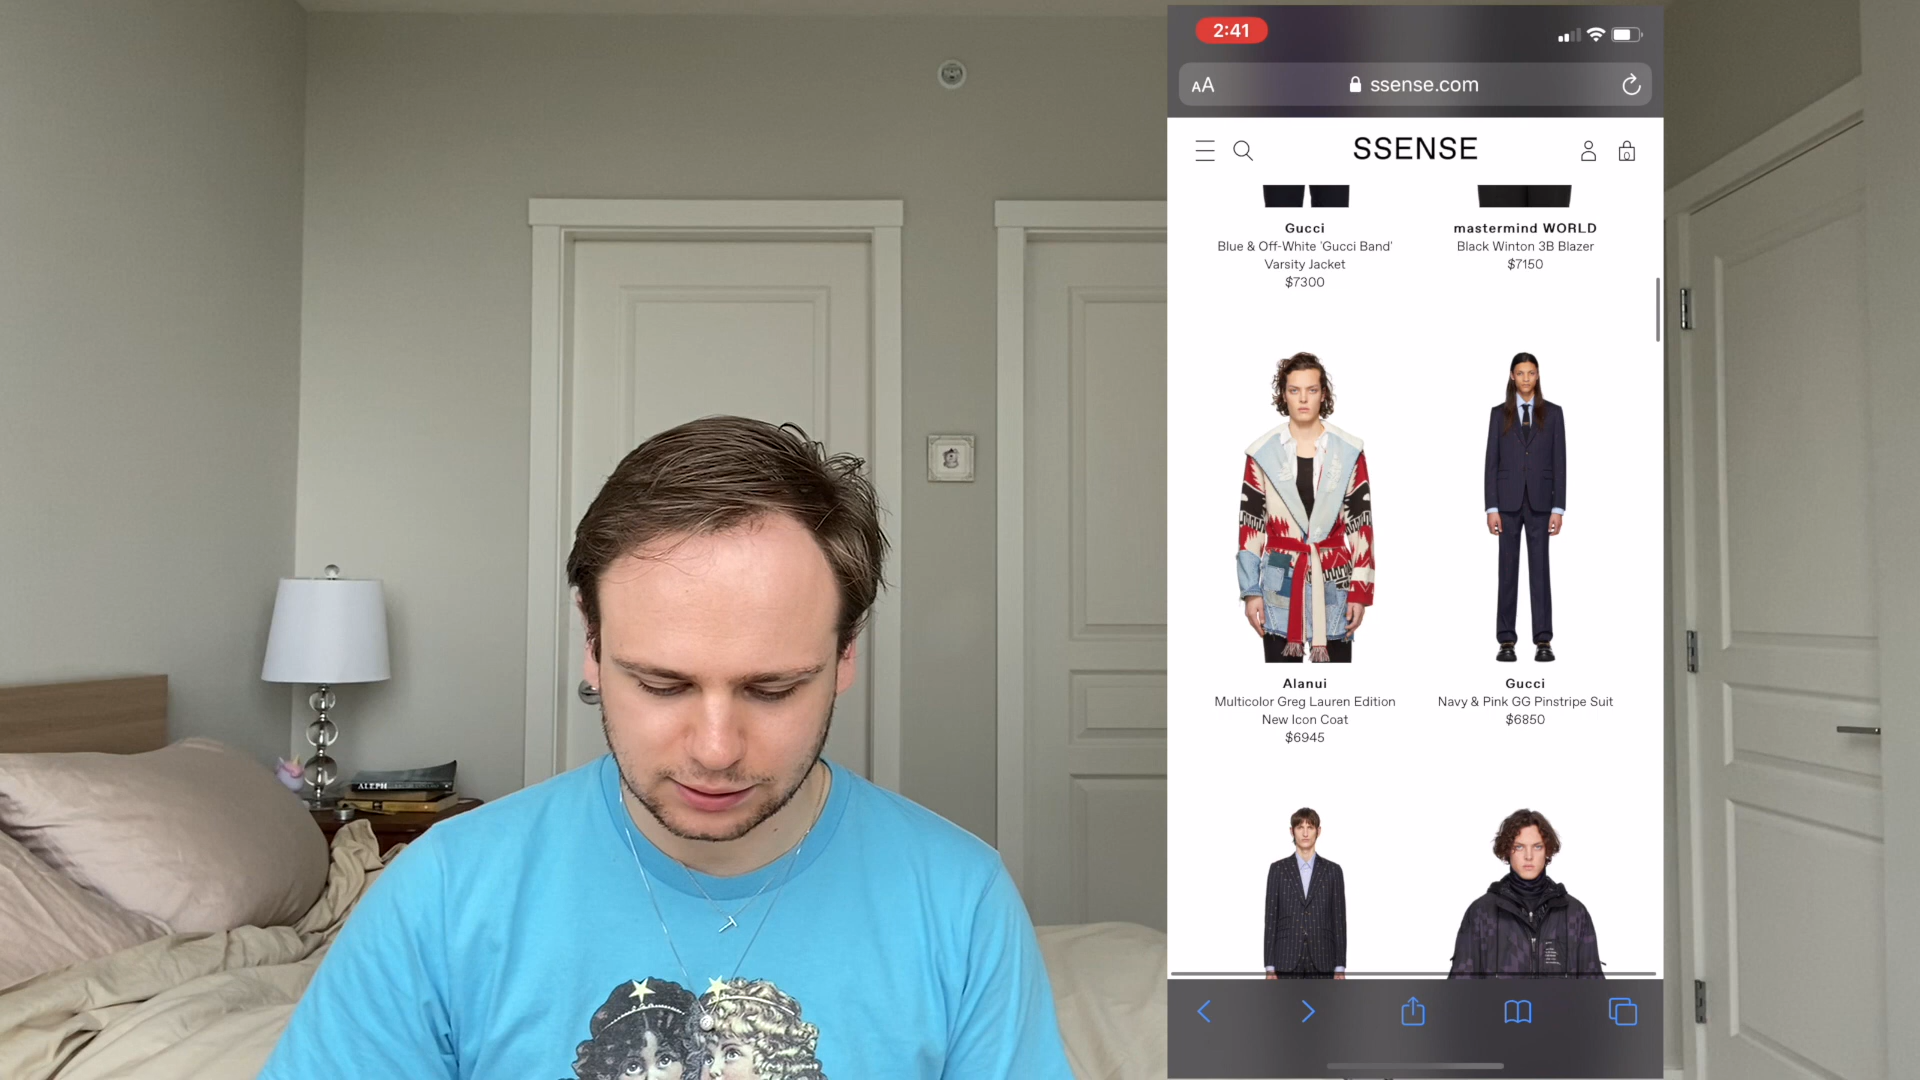 2:41
AA
ssense.com
SSENSE
0
Gucci
Blue & Off-White 'Gucci Band'
Varsity Jacket
$7300
mastermind WORLD
Black Winton 3B Blazer
$7150
Alanui
Multicolor Greg Lauren Edition
New Icon Coat
$6945
Gucci
Navy & Pink GG Pinstripe Suit
$6850
ALEPH